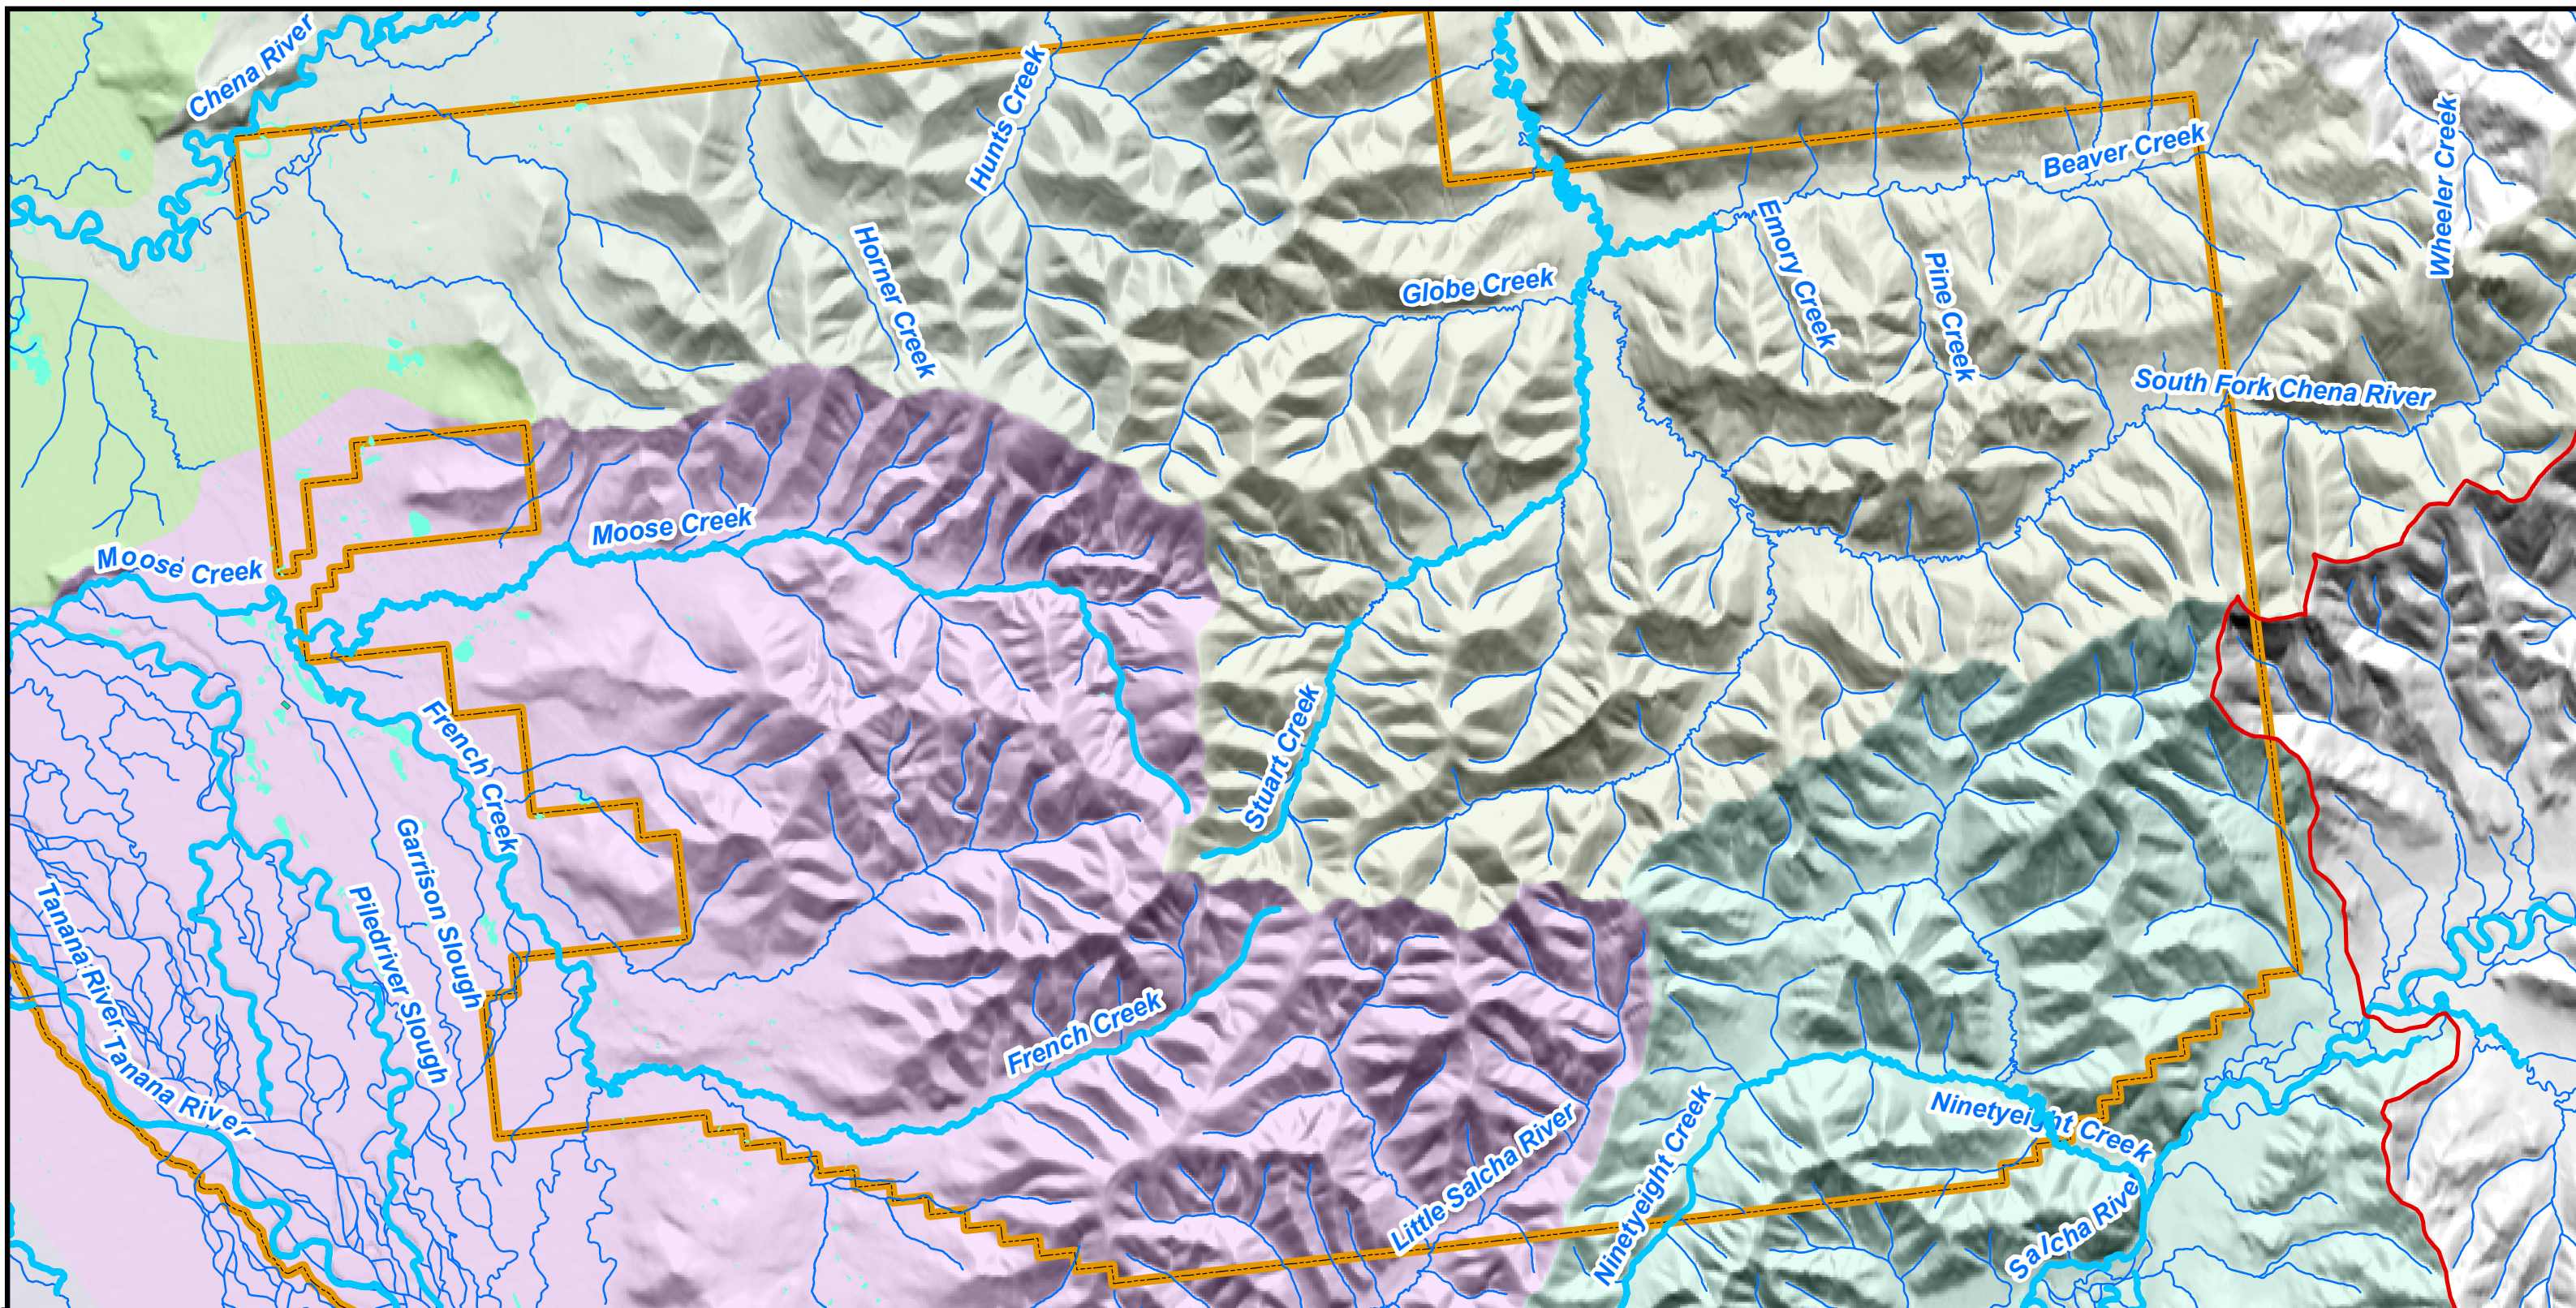 Chena River
Hunts Creek
Beaver Creek
Wheeler Creek
Horner Creek
Emory Creek
Globe Creek
Pine Creek
South Fork Chena River
Moose Creek
Moose Creek
French Creek
Stuart Creek
Garrison Slough
Piledriver Slough
Tanana River
Tanana River
French Creek
Little Salcha River
Ninetyeight Creek
Ninetyeight Creek
Salcha River